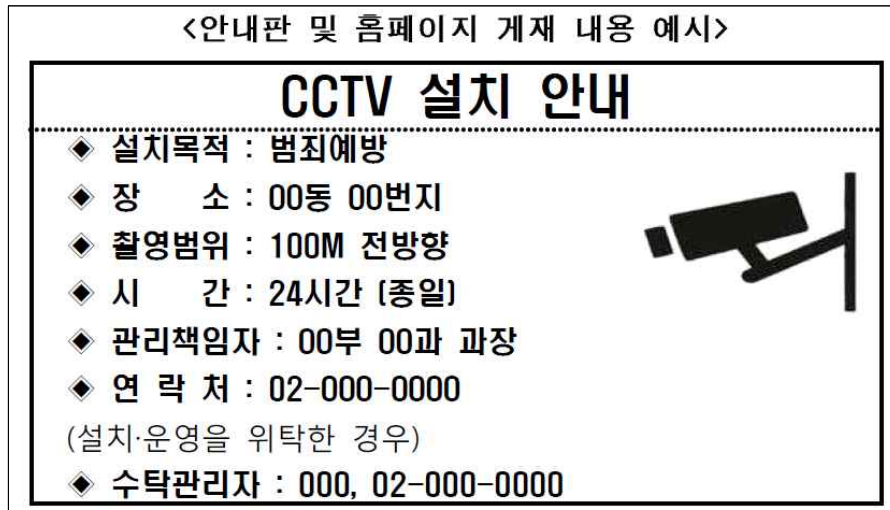 <안내판 및 홈페이지 게재 내용 예시>
CCTV 설치 안내
◈ 설치목적 : 범죄예방
◈ 장 소 : 00동 00번지
◈ 촬영범위 : 100M 전방향
◈ 시 간 : 24시간 (종일)
◈ 관리책임자 : 00부 00과 과장
◈ 연 락 처 : 02-000-0000
(설치·운영을 위탁한 경우)
◈ 수탁관리자 : 000, 02-000-0000